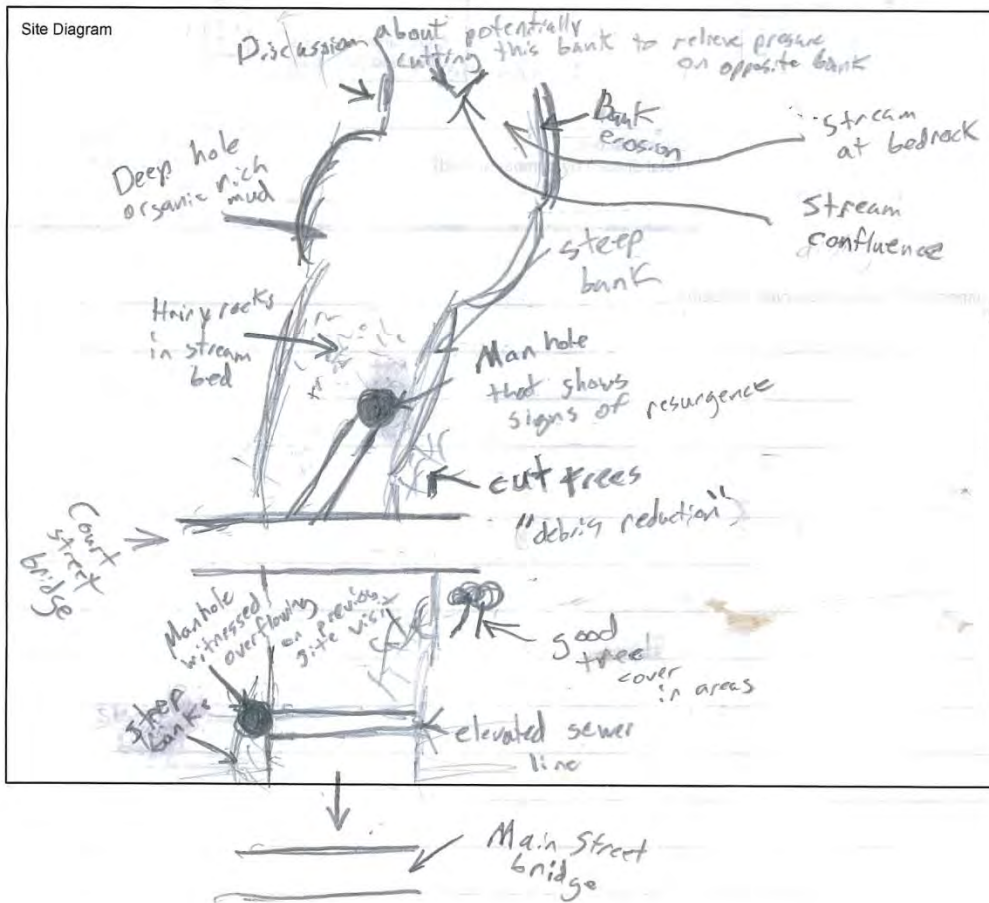 Site Diagram
Discussion about potentially
cutting this bank to relieve presure
on opposite bank
Bank
erosion
stream
at bedrock
Stream
confluence
Deep hole
organic rich
mud
steep
bank
Hairy rocks
in stream
bed
Manhole
that shows
signs of resurgence
cut trees
"debris reduction"
Court
street
bridge
Manhole
witnessed
overflowing
on previous
site visit
good
tree
cover
in areas
steep
banks
elevated sewer
line
Main Street
bridge